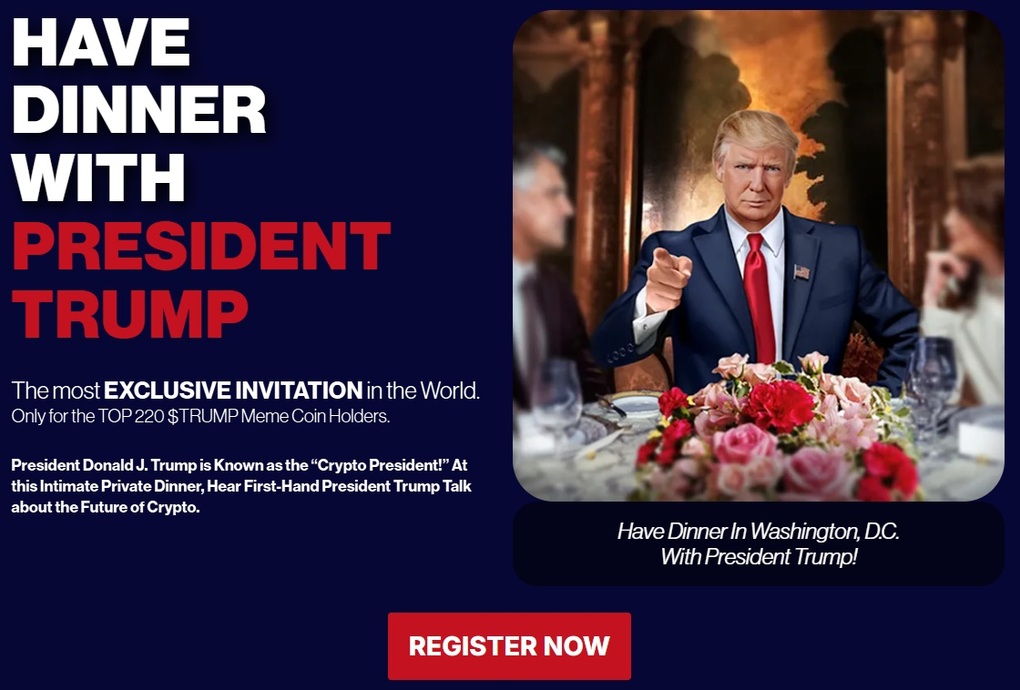 HAVE
DINNER
WITH
PRESIDENT
TRUMP
The most EXCLUSIVE INVITATION in the World.
Only for the TOP 220 $TRUMP Meme Coin Holders.
President Donald J. Trump is Known as the “Crypto President!” At
this Intimate Private Dinner, Hear First-Hand President Trump Talk
about the Future of Crypto.
Have Dinner In Washington, D.C.
With President Trump!
REGISTER NOW